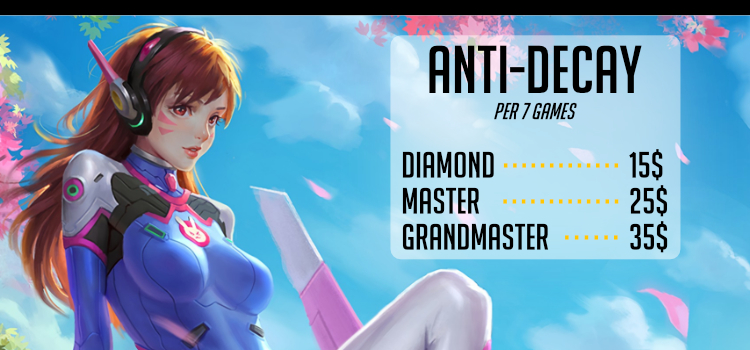 ANTI-DECAY
PER 7 GAMES
DIAMOND ············· 15$
MASTER ············· 25$
GRANDMASTER ······ 35$